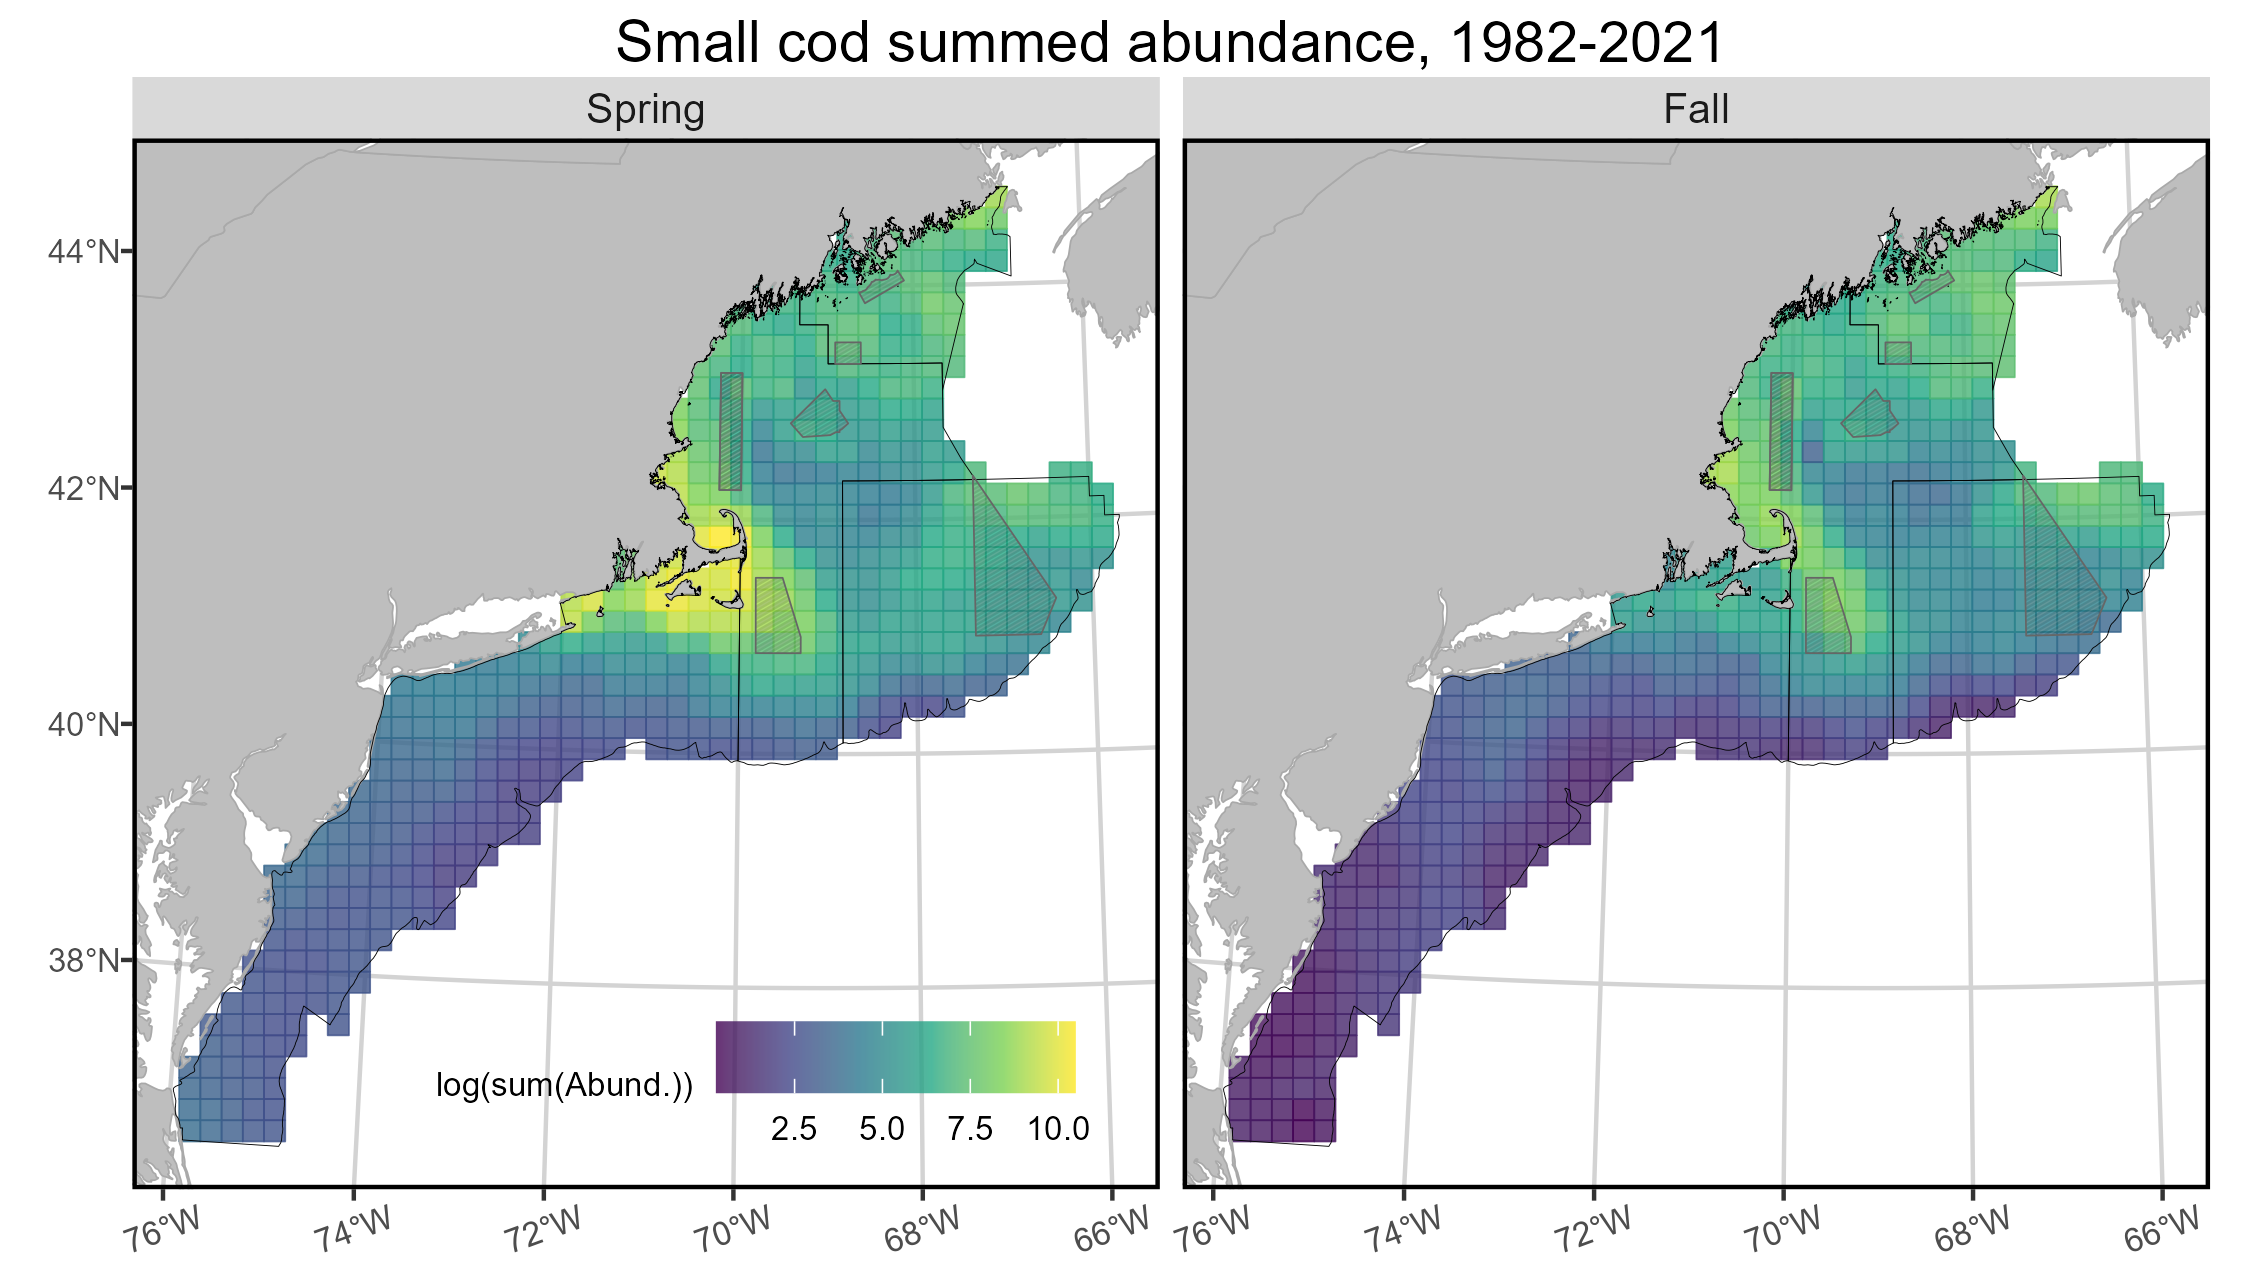 Small cod summed abundance, 1982-2021
Spring
Fall
44°N
42°N
40°N
38°N
log(sum(Abund.))
2.5 5.0 7.5 10.0
76°W 74°W 72°W 70°W 68°W 66°W
76°W 74°W 72°W 70°W 68°W 66°W